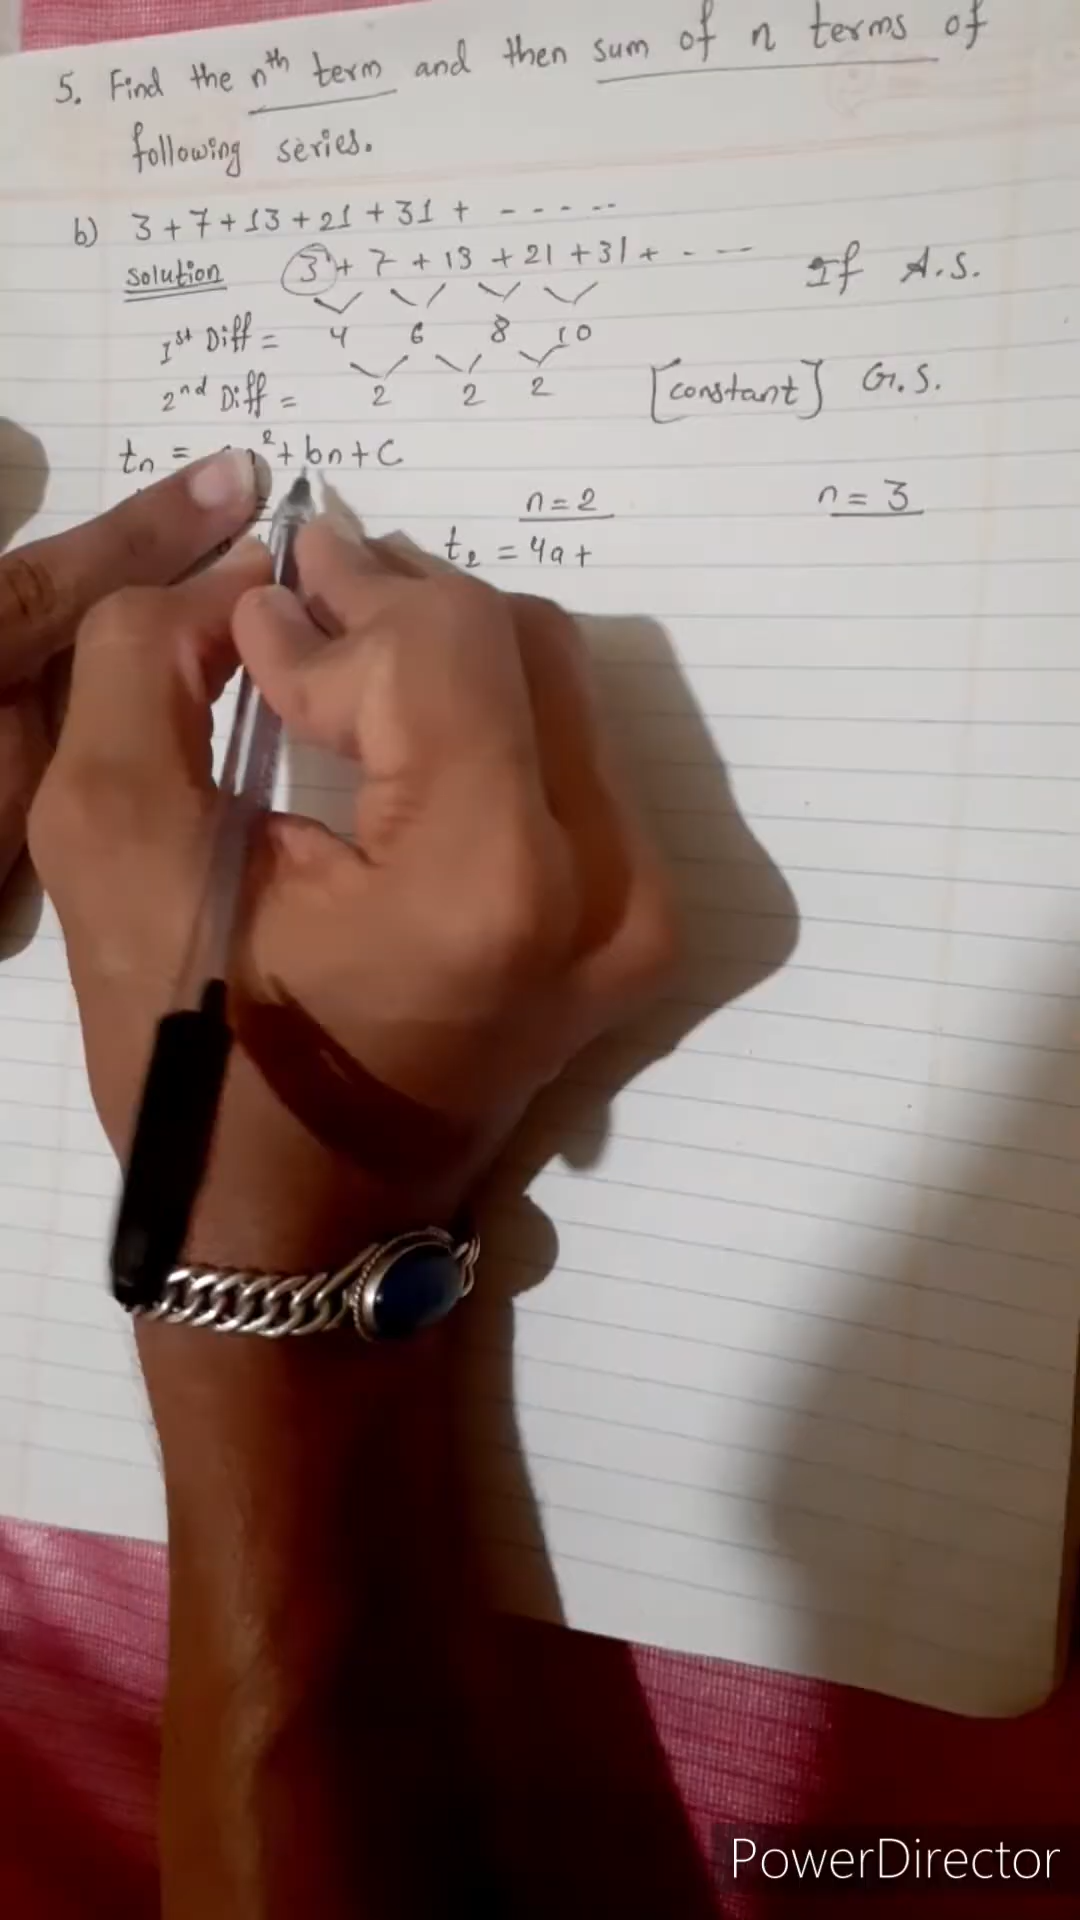 5. Find the nth term and then sum of n terms of
following series.
b) 3 + 7 + 13 + 21 + 31 + - - - - -
Solution 3 + 7 + 13 + 21 + 31 + - - - If A.S.
1st Diff = 4 6 8 10
2nd Diff = 2 2 2 [constant] G.S.
tn = n² + bn + c
n = 2 n = 3
t2 = 4a +
PowerDirector